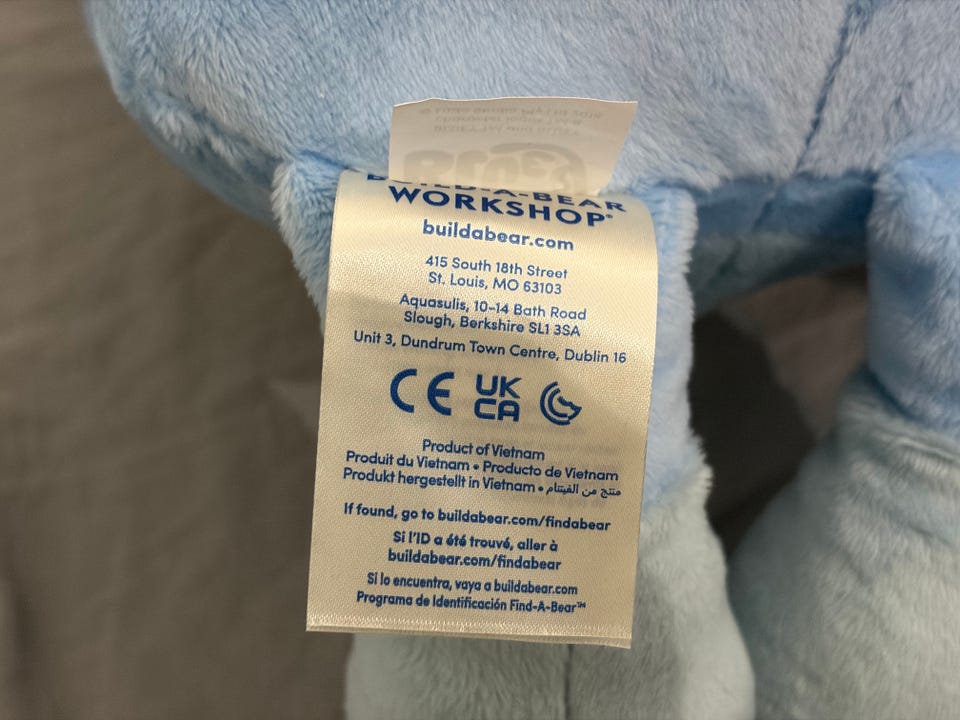 BUILD-A-BEAR
WORKSHOP®
buildabear.com
415 South 18th Street
St. Louis, MO 63103
Aquasulis, 10-14 Bath Road
Slough, Berkshire SL1 3SA
Unit 3, Dundrum Town Centre, Dublin 16
CE UK
CA
Product of Vietnam
Produit du Vietnam • Producto de Vietnam
Produkt hergestellt in Vietnam • منتج من الفيتنام
If found, go to buildabear.com/findabear
Si l'ID a été trouvé, aller à
buildabear.com/findabear
Si lo encuentra, vaya a buildabear.com
Programa de Identificación Find-A-Bear™